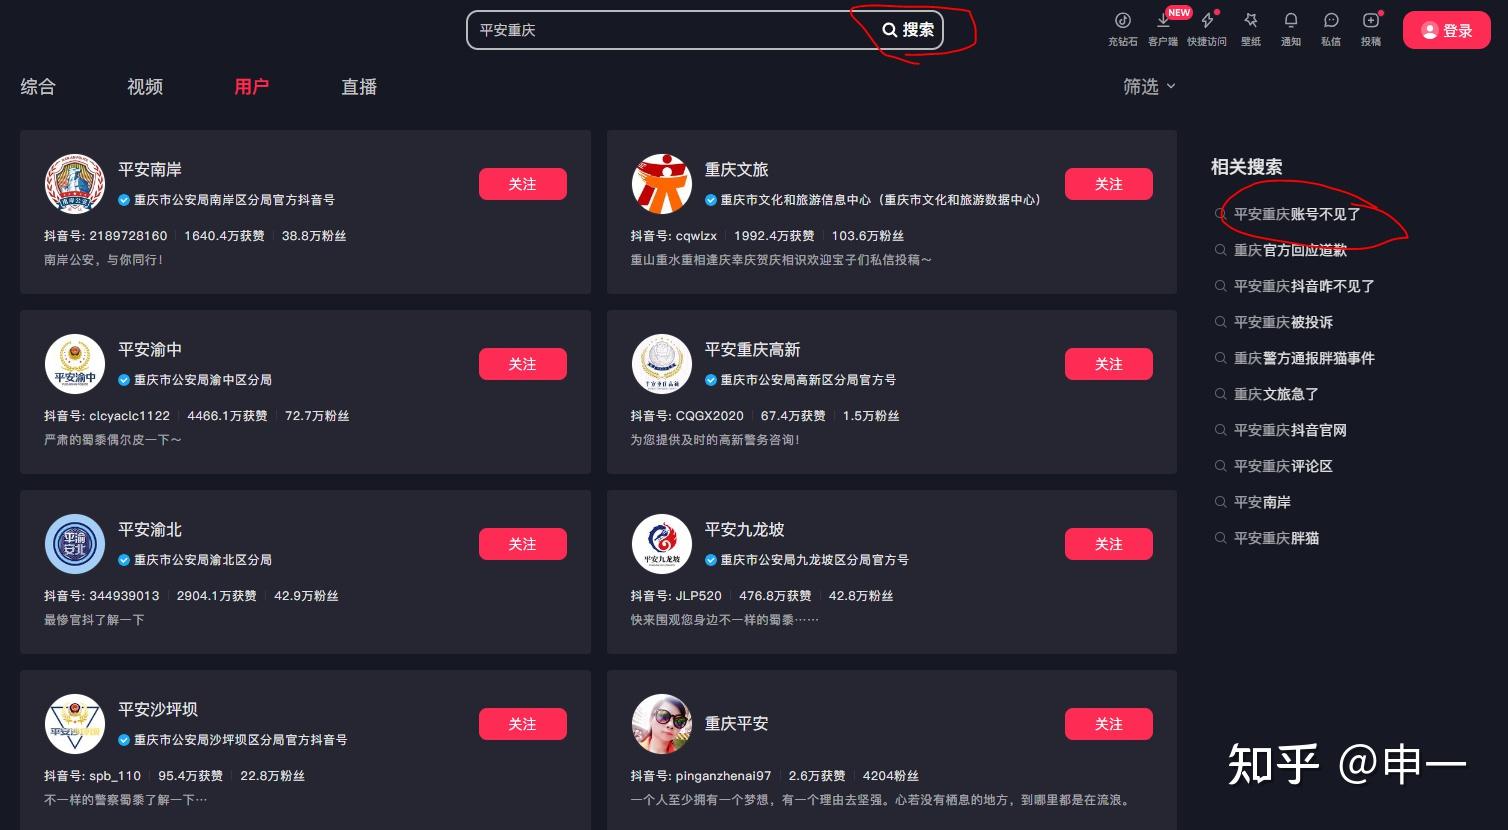 平安重庆
搜索
充钻石
NEW
客户端
快捷访问
壁纸
通知
私信
投稿
登录
综合
视频
用户
直播
筛选
平安南岸
重庆市公安局南岸区分局官方抖音号
关注
抖音号: 2189728160
1640.4万获赞
38.8万粉丝
南岸公安，与你同行！
重庆文旅
重庆市文化和旅游信息中心（重庆市文化和旅游数据中心）
关注
抖音号: cqwlzx
1992.4万获赞
103.6万粉丝
重山重水重相逢庆幸庆贺庆相识欢迎宝子们私信投稿～
平安渝中
平安渝中
重庆市公安局渝中区分局
关注
抖音号: clcyaclc1122
4466.1万获赞
72.7万粉丝
严肃的蜀黍偶尔皮一下～
平安重庆高新
重庆市公安局高新区分局官方号
关注
抖音号: CQGX2020
67.4万获赞
1.5万粉丝
为您提供及时的高新警务咨询！
平安渝北
重庆市公安局渝北区分局
关注
抖音号: 344939013
2904.1万获赞
42.9万粉丝
最惨官抖了解一下
平安九龙坡
平安九龙坡
重庆市公安局九龙坡区分局官方号
关注
抖音号: JLP520
476.8万获赞
42.8万粉丝
快来围观您身边不一样的蜀黍……
平安沙坪坝
重庆市公安局沙坪坝区分局官方抖音号
关注
抖音号: spb_110
95.4万获赞
22.8万粉丝
不一样的警察蜀黍了解一下…
重庆平安
关注
抖音号: pinganzhenai97
2.6万获赞
4204粉丝
一个人至少拥有一个梦想，有一个理由去坚强。心若没有栖息的地方，到哪里都是在流浪。
相关搜索
平安重庆账号不见了
重庆官方回应道歉
平安重庆抖音咋不见了
平安重庆被投诉
重庆警方通报胖猫事件
重庆文旅急了
平安重庆抖音官网
平安重庆评论区
平安南岸
平安重庆胖猫
知乎 @申一